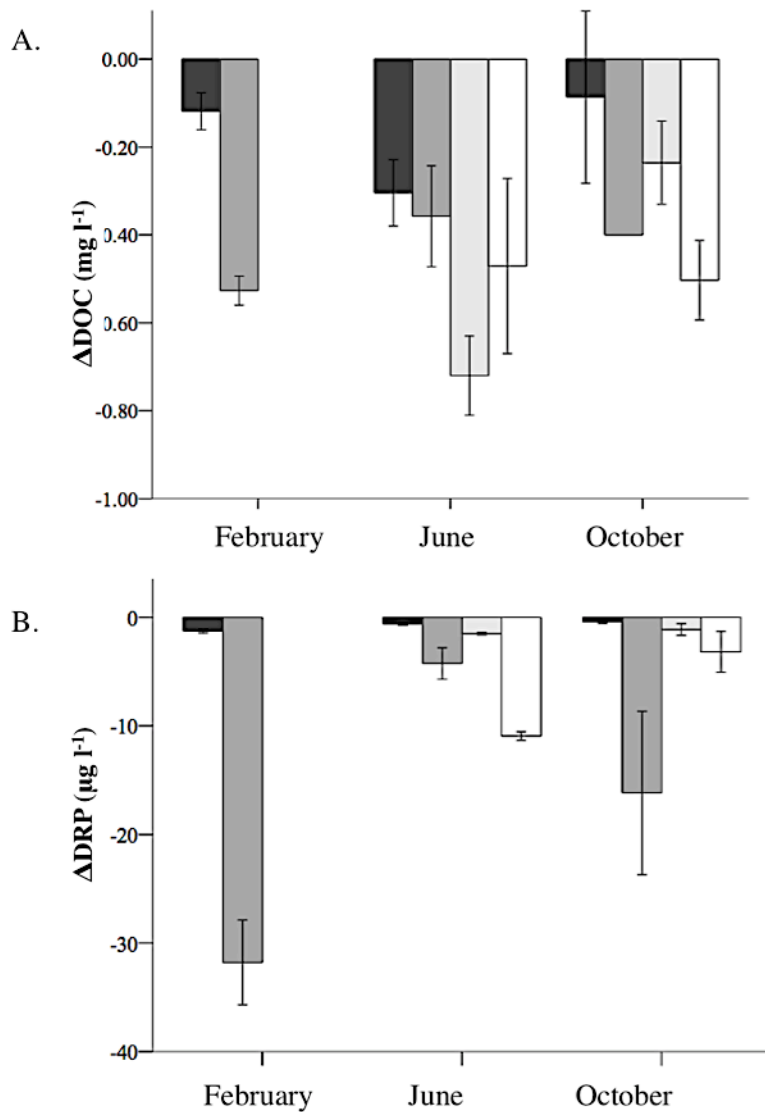 A.
0.00
-0.20
0.40
0.60
-0.80
-1.00
ΔDOC (mg l-1)
February June October
B.
0
-10
-20
-30
-40
ΔDRP (µg l-1)
February June October